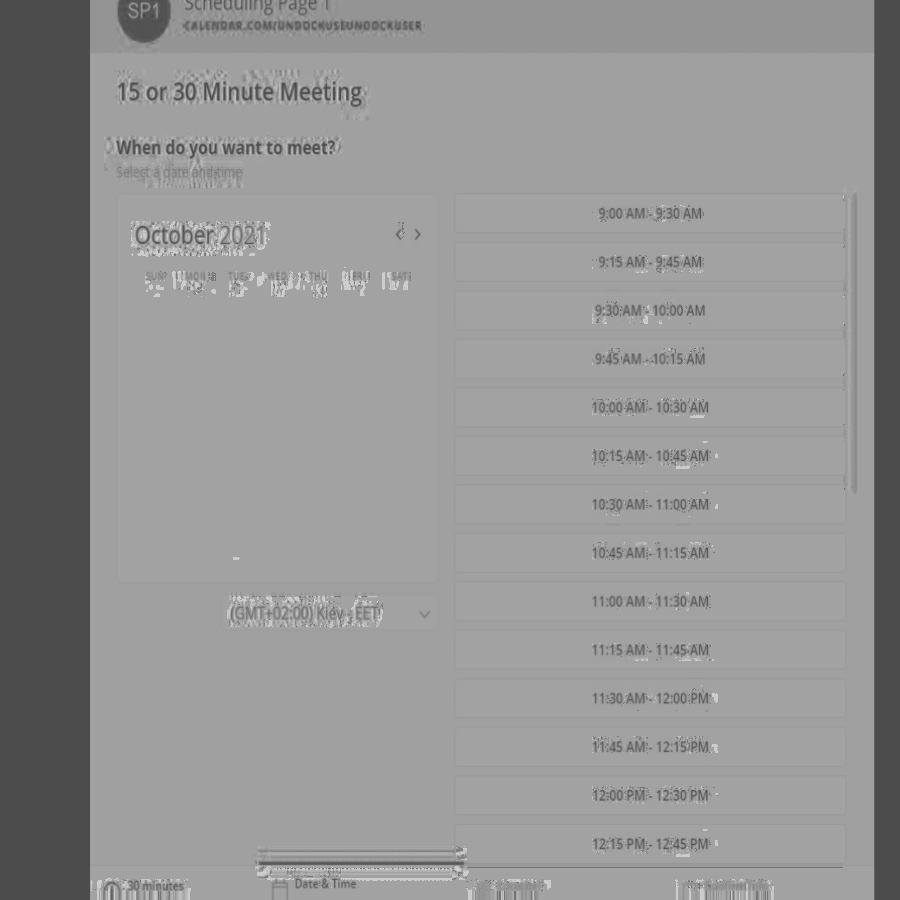 SP1
Scheduling Page 1
CALENDAR.COM/UNDOCKUSEUNDOCKUSER
15 or 30 Minute Meeting
When do you want to meet?
Select a date and time
October 2021
SUN MON TUE WED THU FRI SAT
(GMT+02:00) Kiev - EET
9:00 AM - 9:30 AM
9:15 AM - 9:45 AM
9:30 AM - 10:00 AM
9:45 AM - 10:15 AM
10:00 AM - 10:30 AM
10:15 AM - 10:45 AM
10:30 AM - 11:00 AM
10:45 AM - 11:15 AM
11:00 AM - 11:30 AM
11:15 AM - 11:45 AM
11:30 AM - 12:00 PM
11:45 AM - 12:15 PM
12:00 PM - 12:30 PM
12:15 PM - 12:45 PM
30 minutes
Date & Time